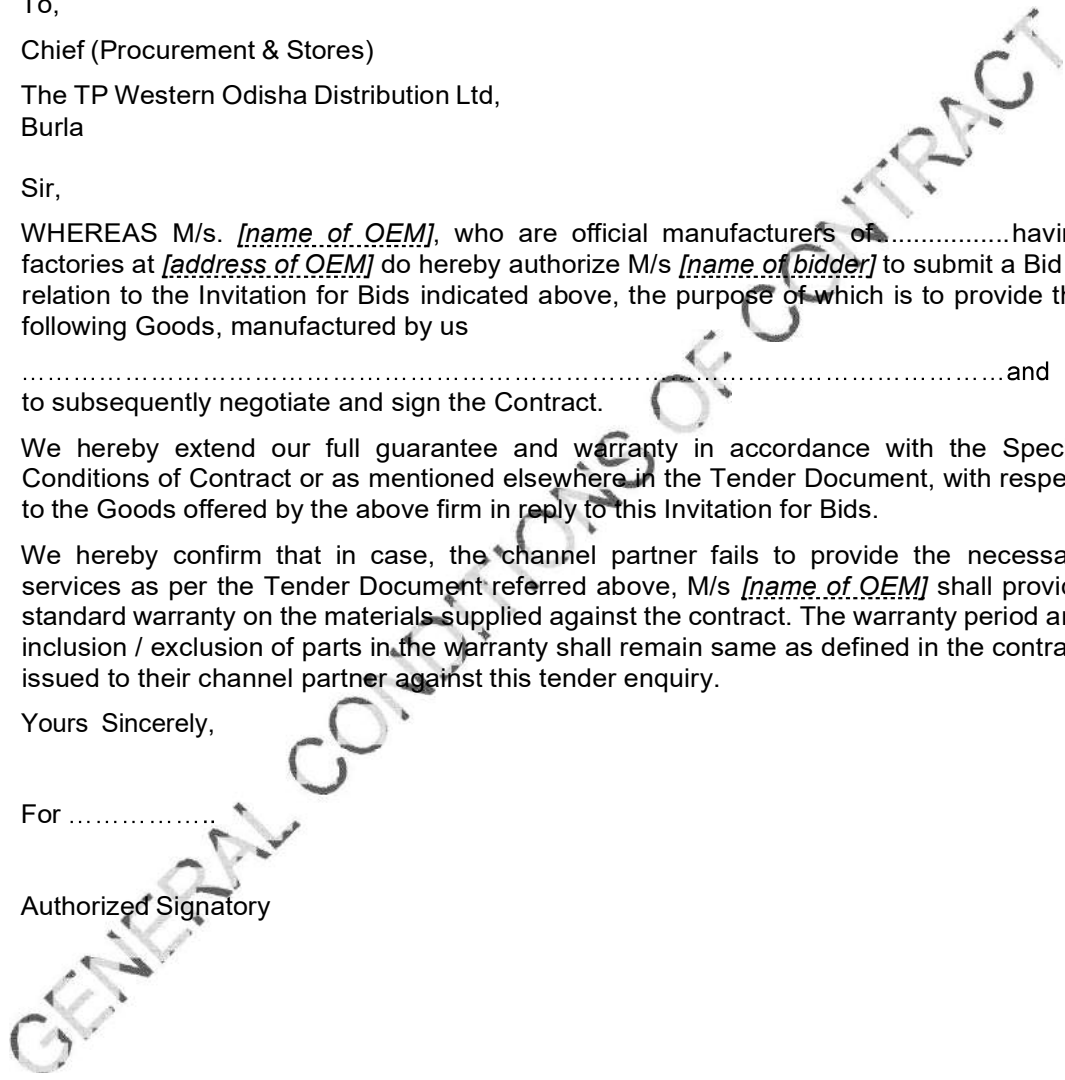 To,
Chief (Procurement & Stores)
The TP Western Odisha Distribution Ltd,
Burla
Sir,
WHEREAS M/s. [name of OEM], who are official manufacturers of..................havin
factories at [address of OEM] do hereby authorize M/s [name of bidder] to submit a Bid
relation to the Invitation for Bids indicated above, the purpose of which is to provide th
following Goods, manufactured by us
……………………………………………………………………………………………………and
to subsequently negotiate and sign the Contract.
We hereby extend our full guarantee and warranty in accordance with the Spec
Conditions of Contract or as mentioned elsewhere in the Tender Document, with respe
to the Goods offered by the above firm in reply to this Invitation for Bids.
We hereby confirm that in case, the channel partner fails to provide the necessa
services as per the Tender Document referred above, M/s [name of OEM] shall provid
standard warranty on the materials supplied against the contract. The warranty period an
inclusion / exclusion of parts in the warranty shall remain same as defined in the contra
issued to their channel partner against this tender enquiry.
Yours Sincerely,
For ……………..
Authorized Signatory
GENERAL CONDITIONS OF CONTRACT